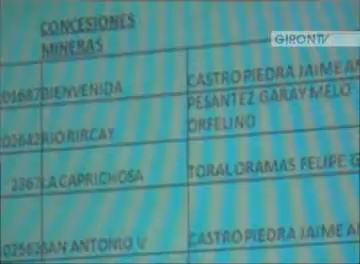 CONCESIONES
MINERAS
GIRONTV
BIENVENIDA
CASTRO PIEDRA JAIME
PESANTEZ GARAY MELO
RIO RIRCAY
ORFELINO
LA CAPRICHOSA
TORAL ORAMAS FELIPE
SAN ANTONIO
CASTRO PIEDRA JAIME